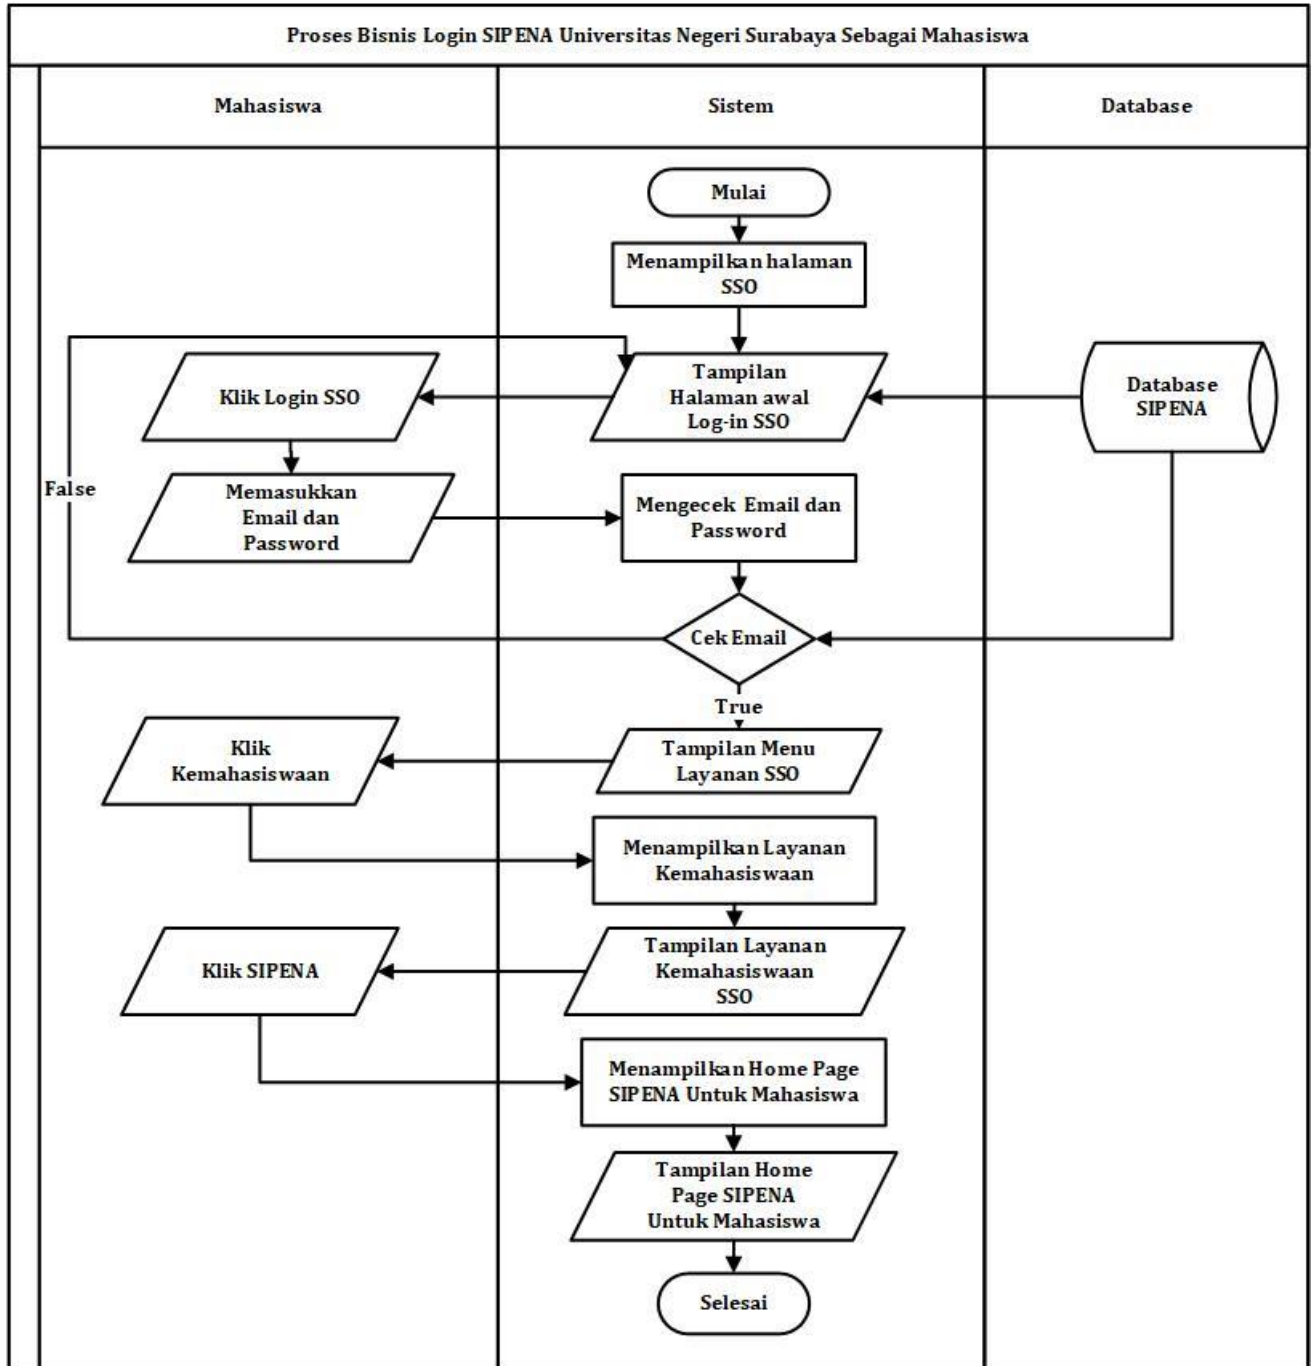 Proses Bisnis Login SIPENA Universitas Negeri Surabaya Sebagai Mahasiswa
Mahasiswa
Sistem
Database
Mulai
Menampilkan halaman
SSO
Klik Login SSO
Tampilan
Halaman awal
Log-in SSO
Database
SIPENA
False
Memasukkan
Email dan
Password
Mengecek Email dan
Password
Cek Email
True
Klik
Kemahasiswaan
Tampilan Menu
Layanan SSO
Menampilkan Layanan
Kemahasiswaan
Klik SIPENA
Tampilan Layanan
Kemahasiswaan
SSO
Menampilkan Home Page
SIPENA Untuk Mahasiswa
Tampilan Home
Page SIPENA
Untuk Mahasiswa
Selesai